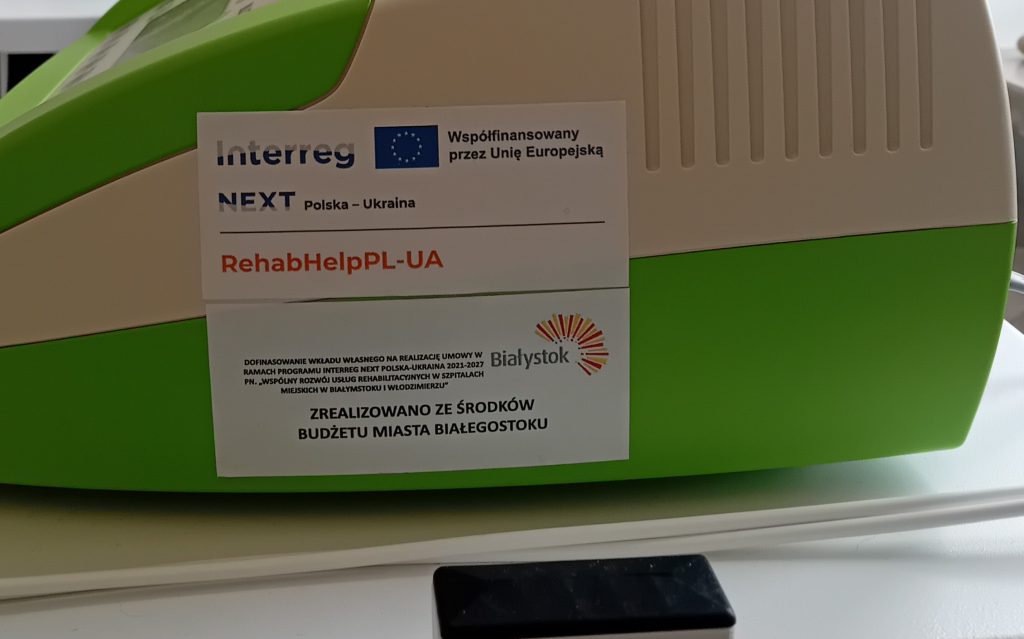 Interreg
Współfinansowany
przez Unię Europejską
NEXT Polska – Ukraina
RehabHelpPL-UA
Białystok
DOFINASOWANIE WKŁADU WŁASNEGO NA REALIZACJĘ UMOWY W
RAMACH PROGRAMU INTERREG NEXT POLSKA-UKRAINA 2021-2027
PN. „WSPÓLNY ROZWÓJ USŁUG REHABILITACYJNYCH W SZPITALACH
MIEJSKICH W BIAŁYMSTOKU I WŁODZIMIERZU”
ZREALIZOWANO ZE ŚRODKÓW
BUDŻETU MIASTA BIAŁEGOSTOKU